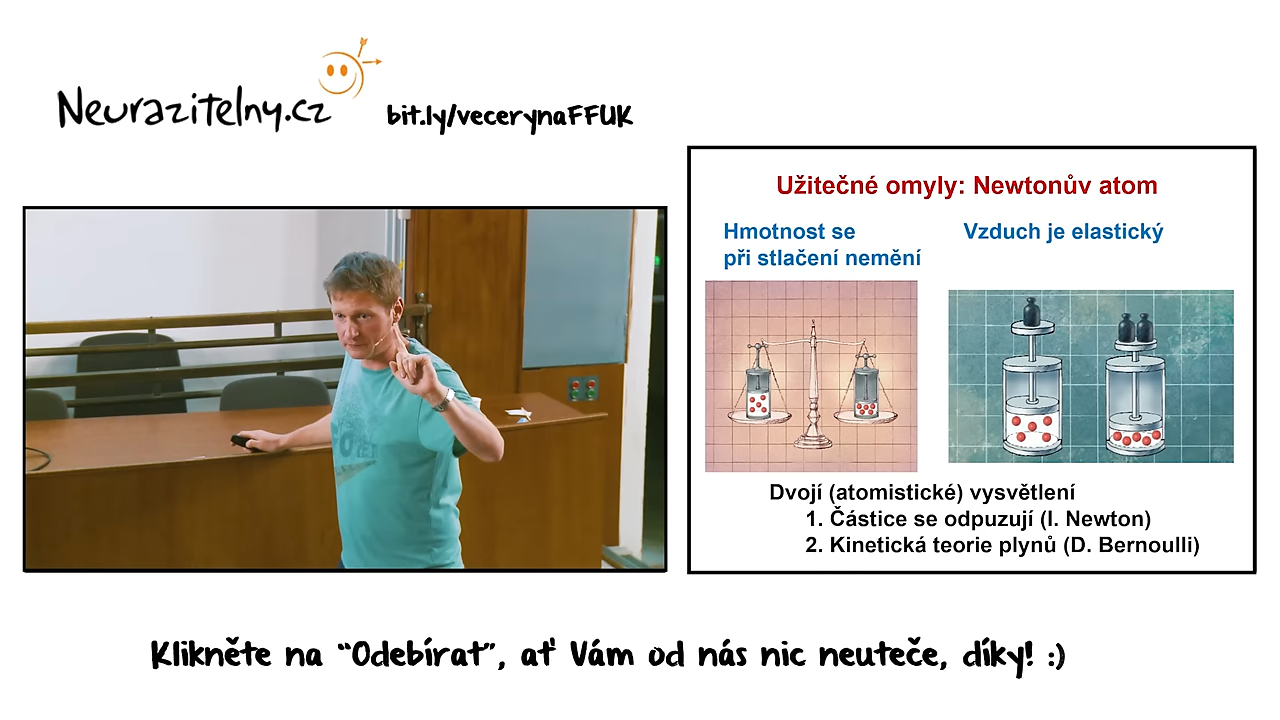 Neurazitelny.cz
bit.ly/vecerynaFFUK
Užitečné omyly: Newtonův atom
Hmotnost se
při stlačení nemění
Vzduch je elastický
Dvojí (atomistické) vysvětlení
1. Částice se odpuzují (I. Newton)
2. Kinetická teorie plynů (D. Bernoulli)
Klikněte na “Odebírat”, ať Vám od nás nic neuteče, díky! :)